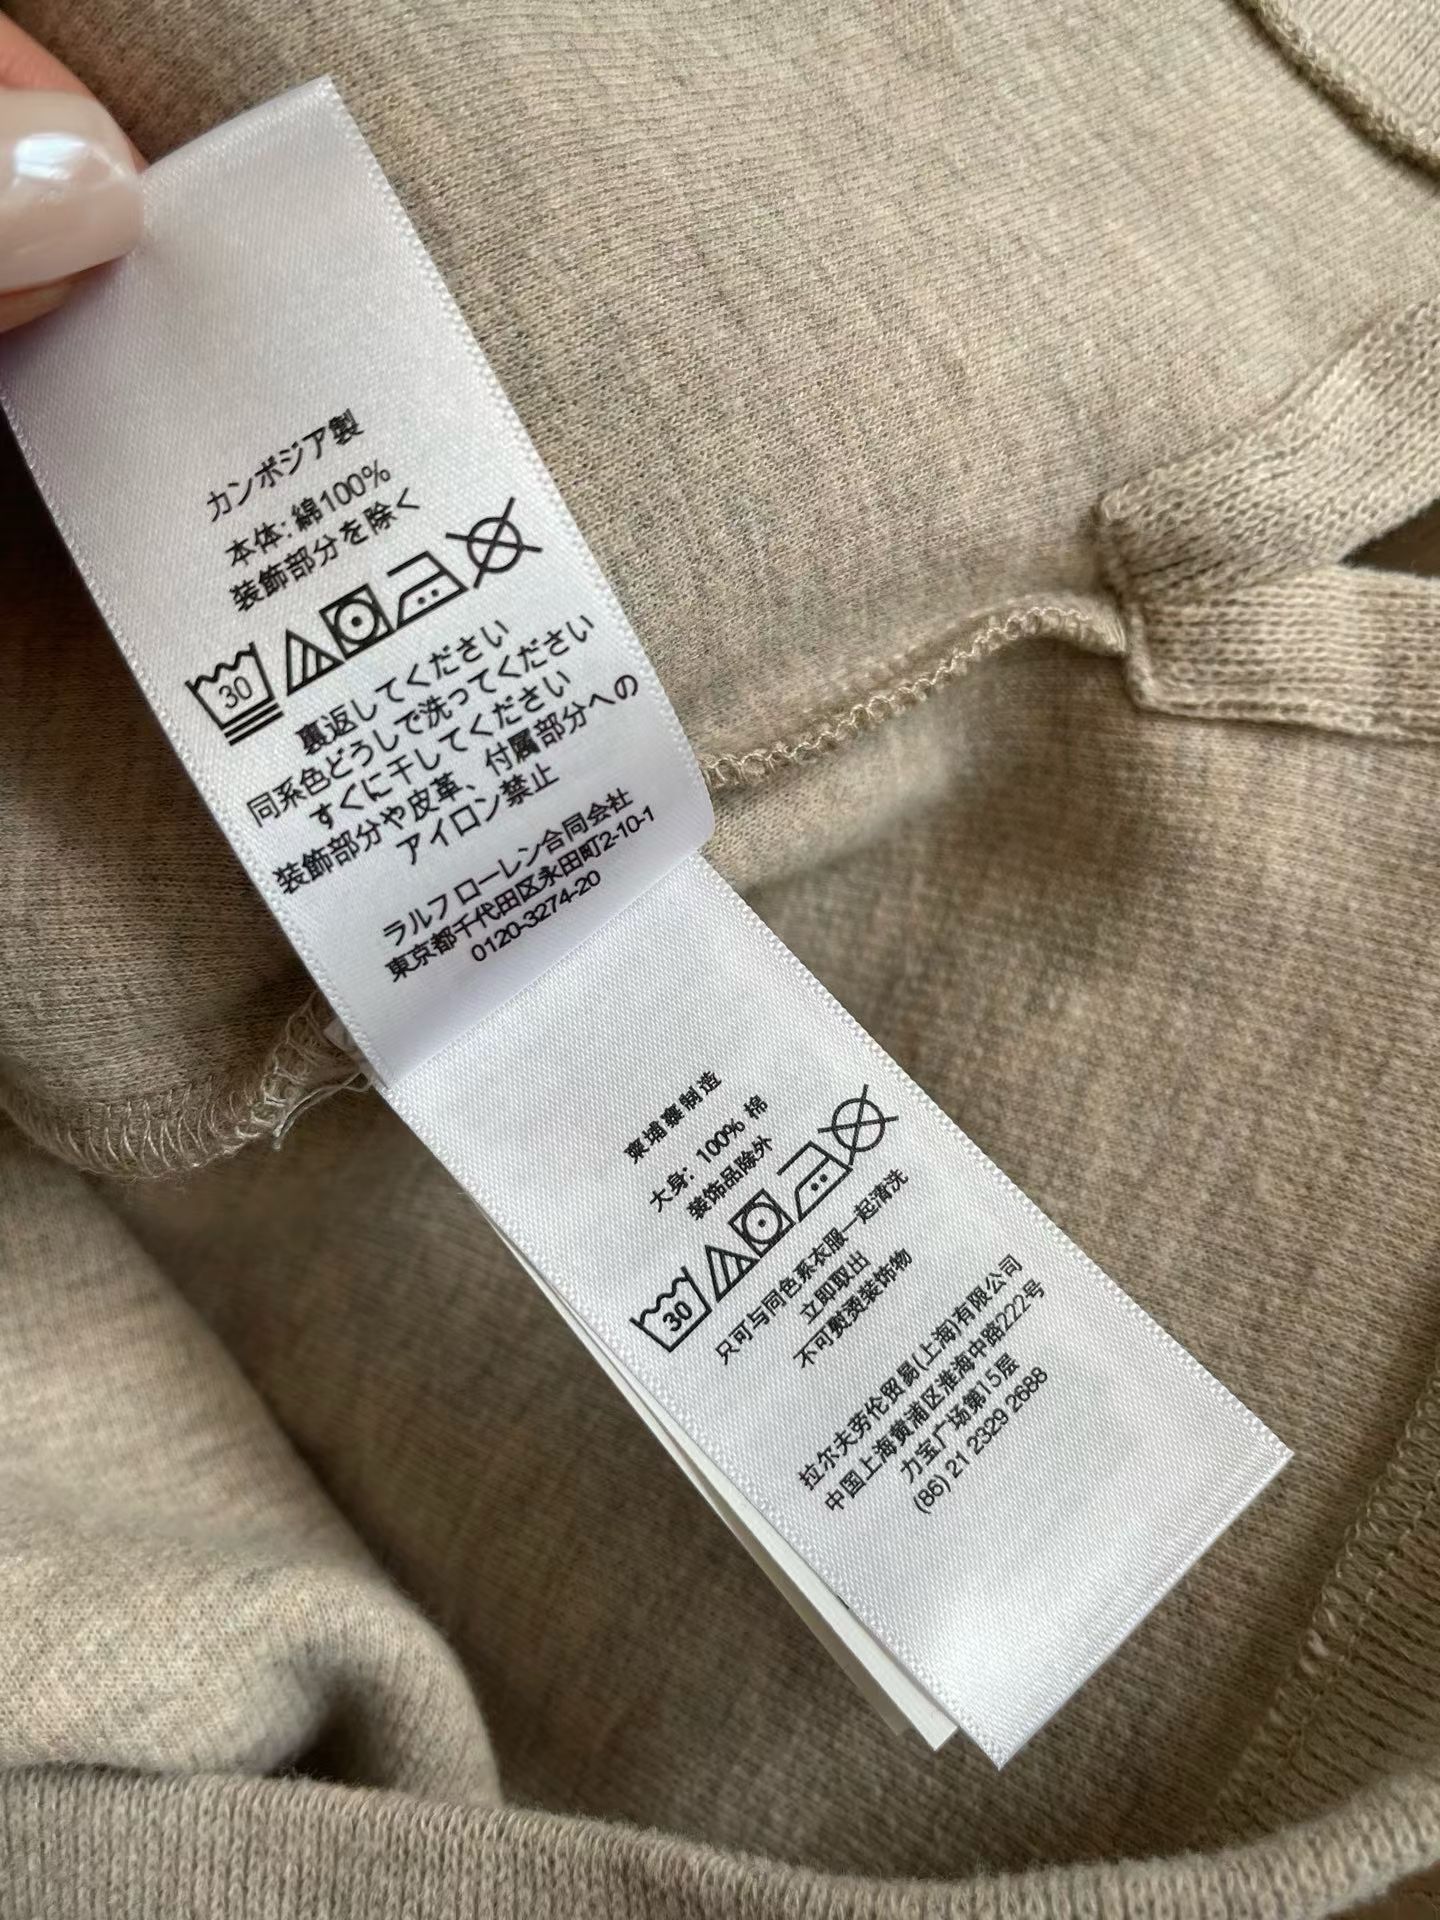 カンボジア製
本体: 綿100%
装飾部分を除く
30
裏返してください
同系色どうしで洗ってください
すぐに干してください
装飾部分や皮革、付属部分への
アイロン禁止
ラルフ ローレン合同会社
東京都千代田区永田町2-10-1
0120-3274-20
柬埔寨制造
大身: 100% 棉
装饰品除外
30
只可与同色系衣服一起清洗
立即取出
不可熨烫装饰物
拉尔夫劳伦贸易(上海)有限公司
中国上海黄浦区淮海中路222号
力宝广场第15层
(86) 21 2329 2688